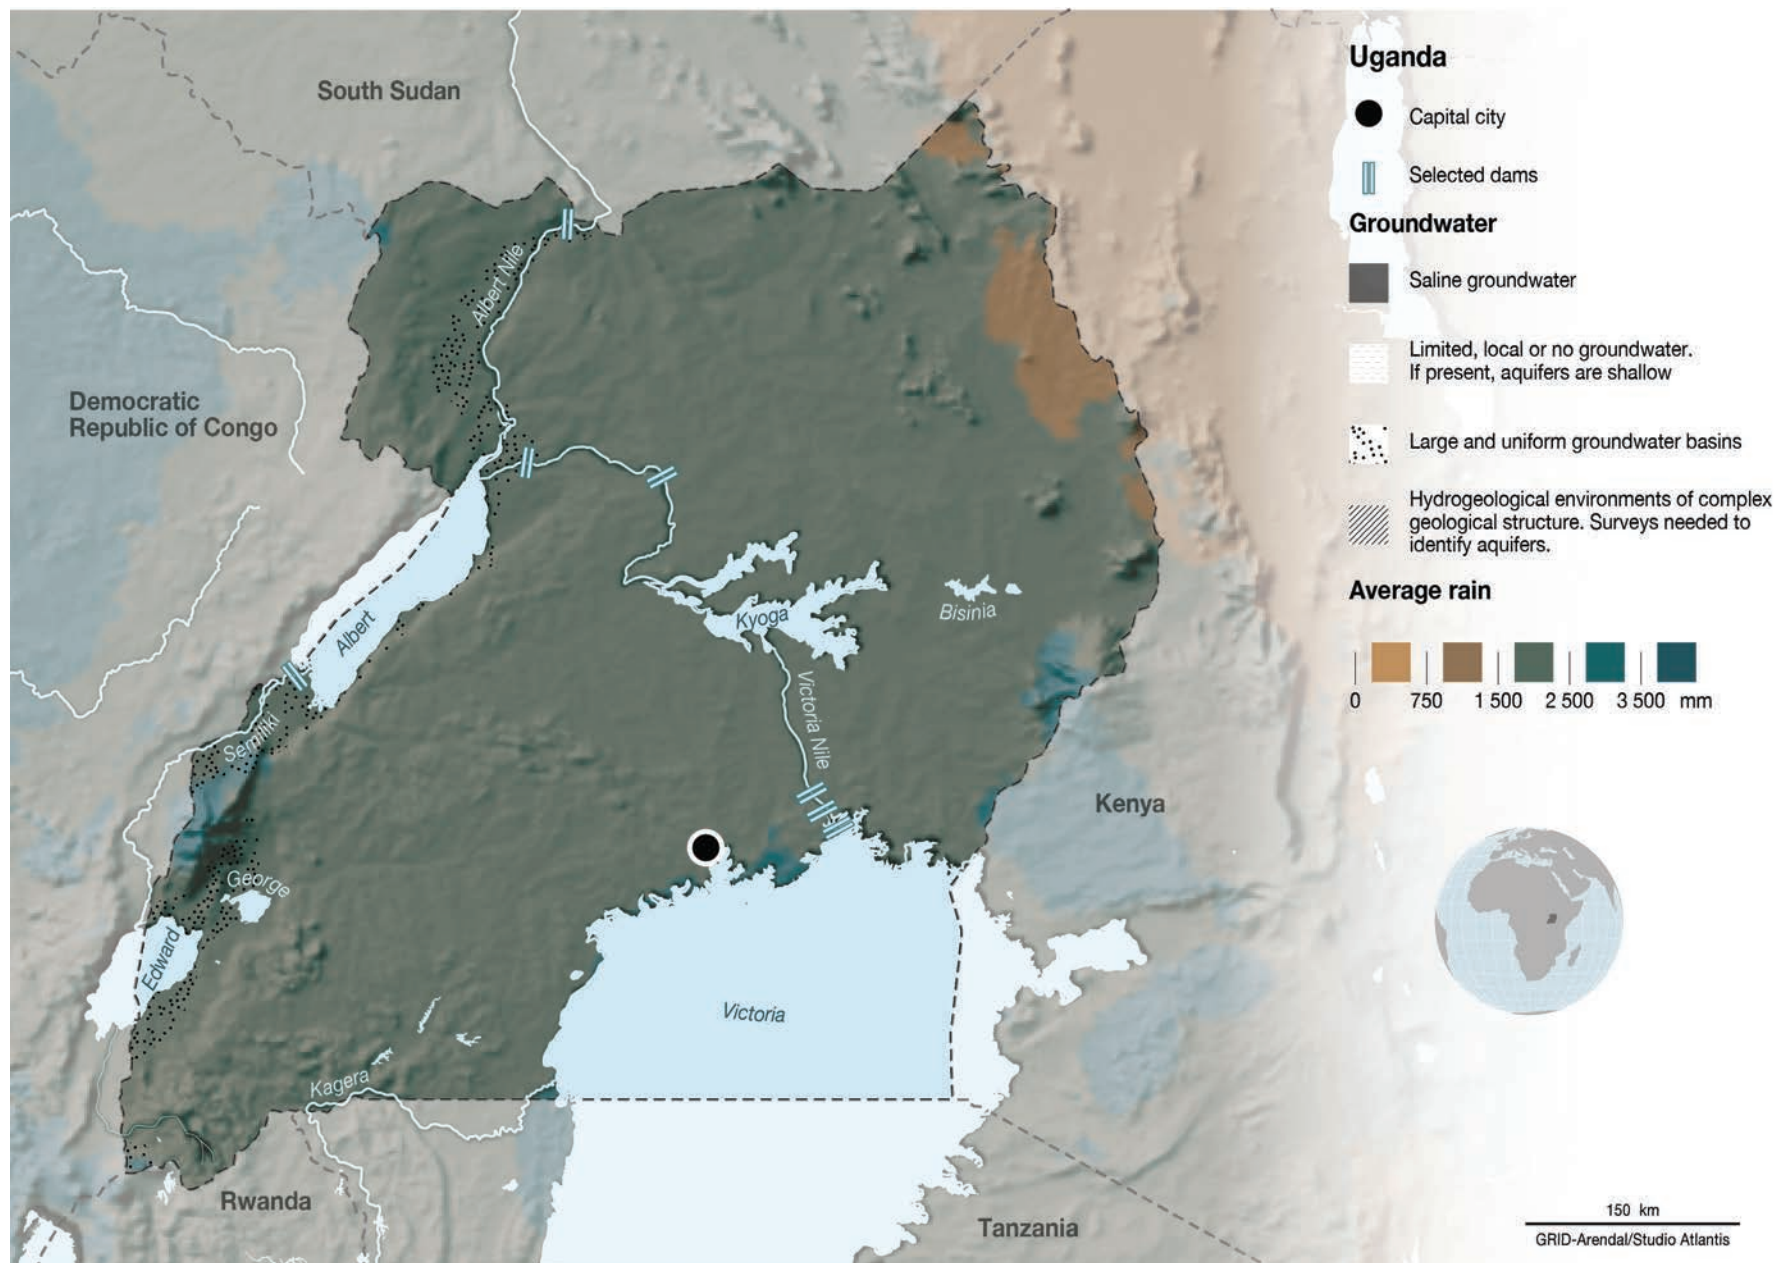 South Sudan
Democratic
Republic of Congo
Albert Nile
Albert
Kyoga
Bisinia
Victoria Nile
Semliki
Kenya
George
Edward
Victoria
Kagera
Rwanda
Tanzania
Uganda
Capital city
Selected dams
Groundwater
Saline groundwater
Limited, local or no groundwater.
If present, aquifers are shallow
Large and uniform groundwater basins
Hydrogeological environments of complex
geological structure. Surveys needed to
identify aquifers.
Average rain
0 750 1 500 2 500 3 500 mm
150 km
GRID-Arendal/Studio Atlantis